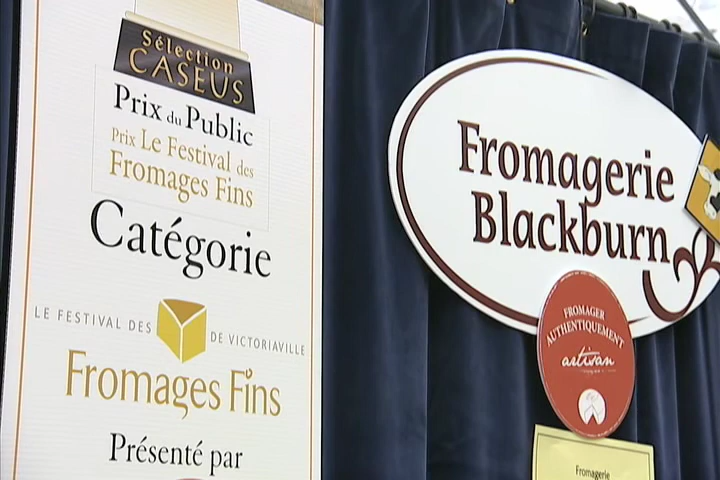 Sélection
CASEUS
Prix du Public
Prix Le Festival des
Fromages Fins
Catégorie
LE FESTIVAL DES DE VICTORIAVILLE
Fromages Fins
Présenté par
Fromagerie
Blackburn
FROMAGER
AUTHENTIQUEMENT
artisan
Fromagerie